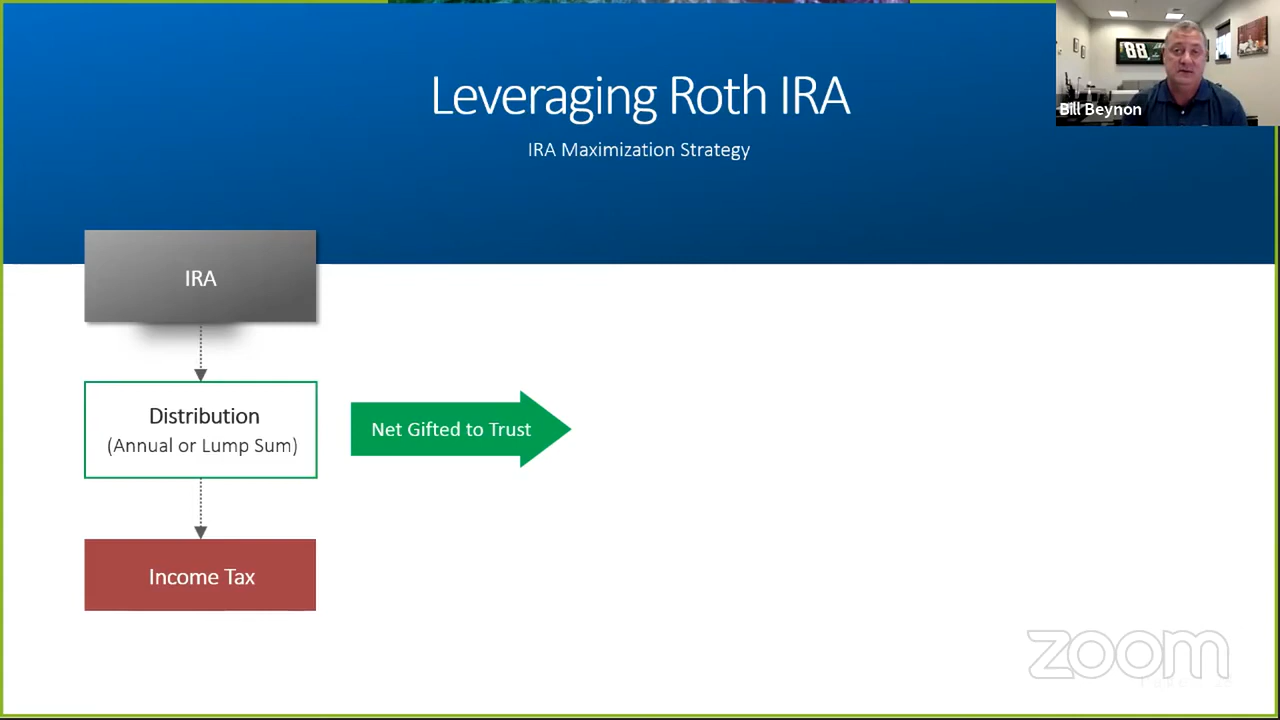 Leveraging Roth IRA
IRA Maximization Strategy
88
Bill Beynon
IRA
Distribution
(Annual or Lump Sum)
Net Gifted to Trust
Income Tax
zoom